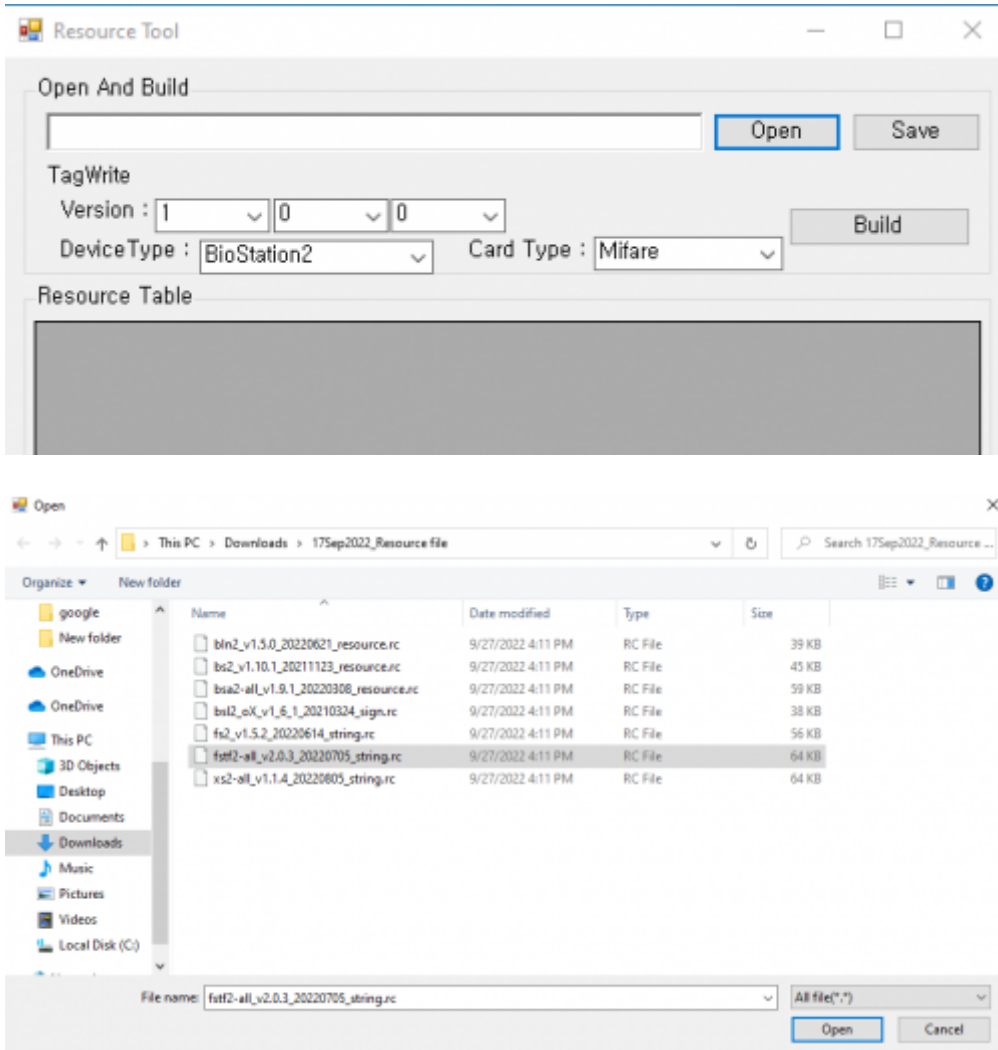 Resource Tool
Open And Build
Open Save
TagWrite
Version : 1 0 0
Build
DeviceType : BioStation2 Card Type : Mifare
Resource Table
Open
This PC > Downloads > 17Sep2022_Resource file
Search 17Sep2022_Resource ...
Organize New folder
google
New folder
OneDrive
OneDrive
This PC
3D Objects
Desktop
Documents
Downloads
Music
Pictures
Videos
Local Disk (C:)
Name Date modified Type Size
bln2_v1.5.0_20220621_resource.rc 9/27/2022 4:11 PM RC File 39 KB
bs2_v1.10.1_20211123_resource.rc 9/27/2022 4:11 PM RC File 45 KB
bsa2-all_v1.9.1_20220308_resource.rc 9/27/2022 4:11 PM RC File 59 KB
bsl2_oX_v1_6_1_20210324_sign.rc 9/27/2022 4:11 PM RC File 38 KB
fs2_v1.5.2_20220614_string.rc 9/27/2022 4:11 PM RC File 56 KB
fstf2-all_v2.0.3_20220705_string.rc 9/27/2022 4:11 PM RC File 64 KB
xs2-all_v1.1.4_20220805_string.rc 9/27/2022 4:11 PM RC File 64 KB
File name: fstf2-all_v2.0.3_20220705_string.rc All file(*.*)
Open Cancel